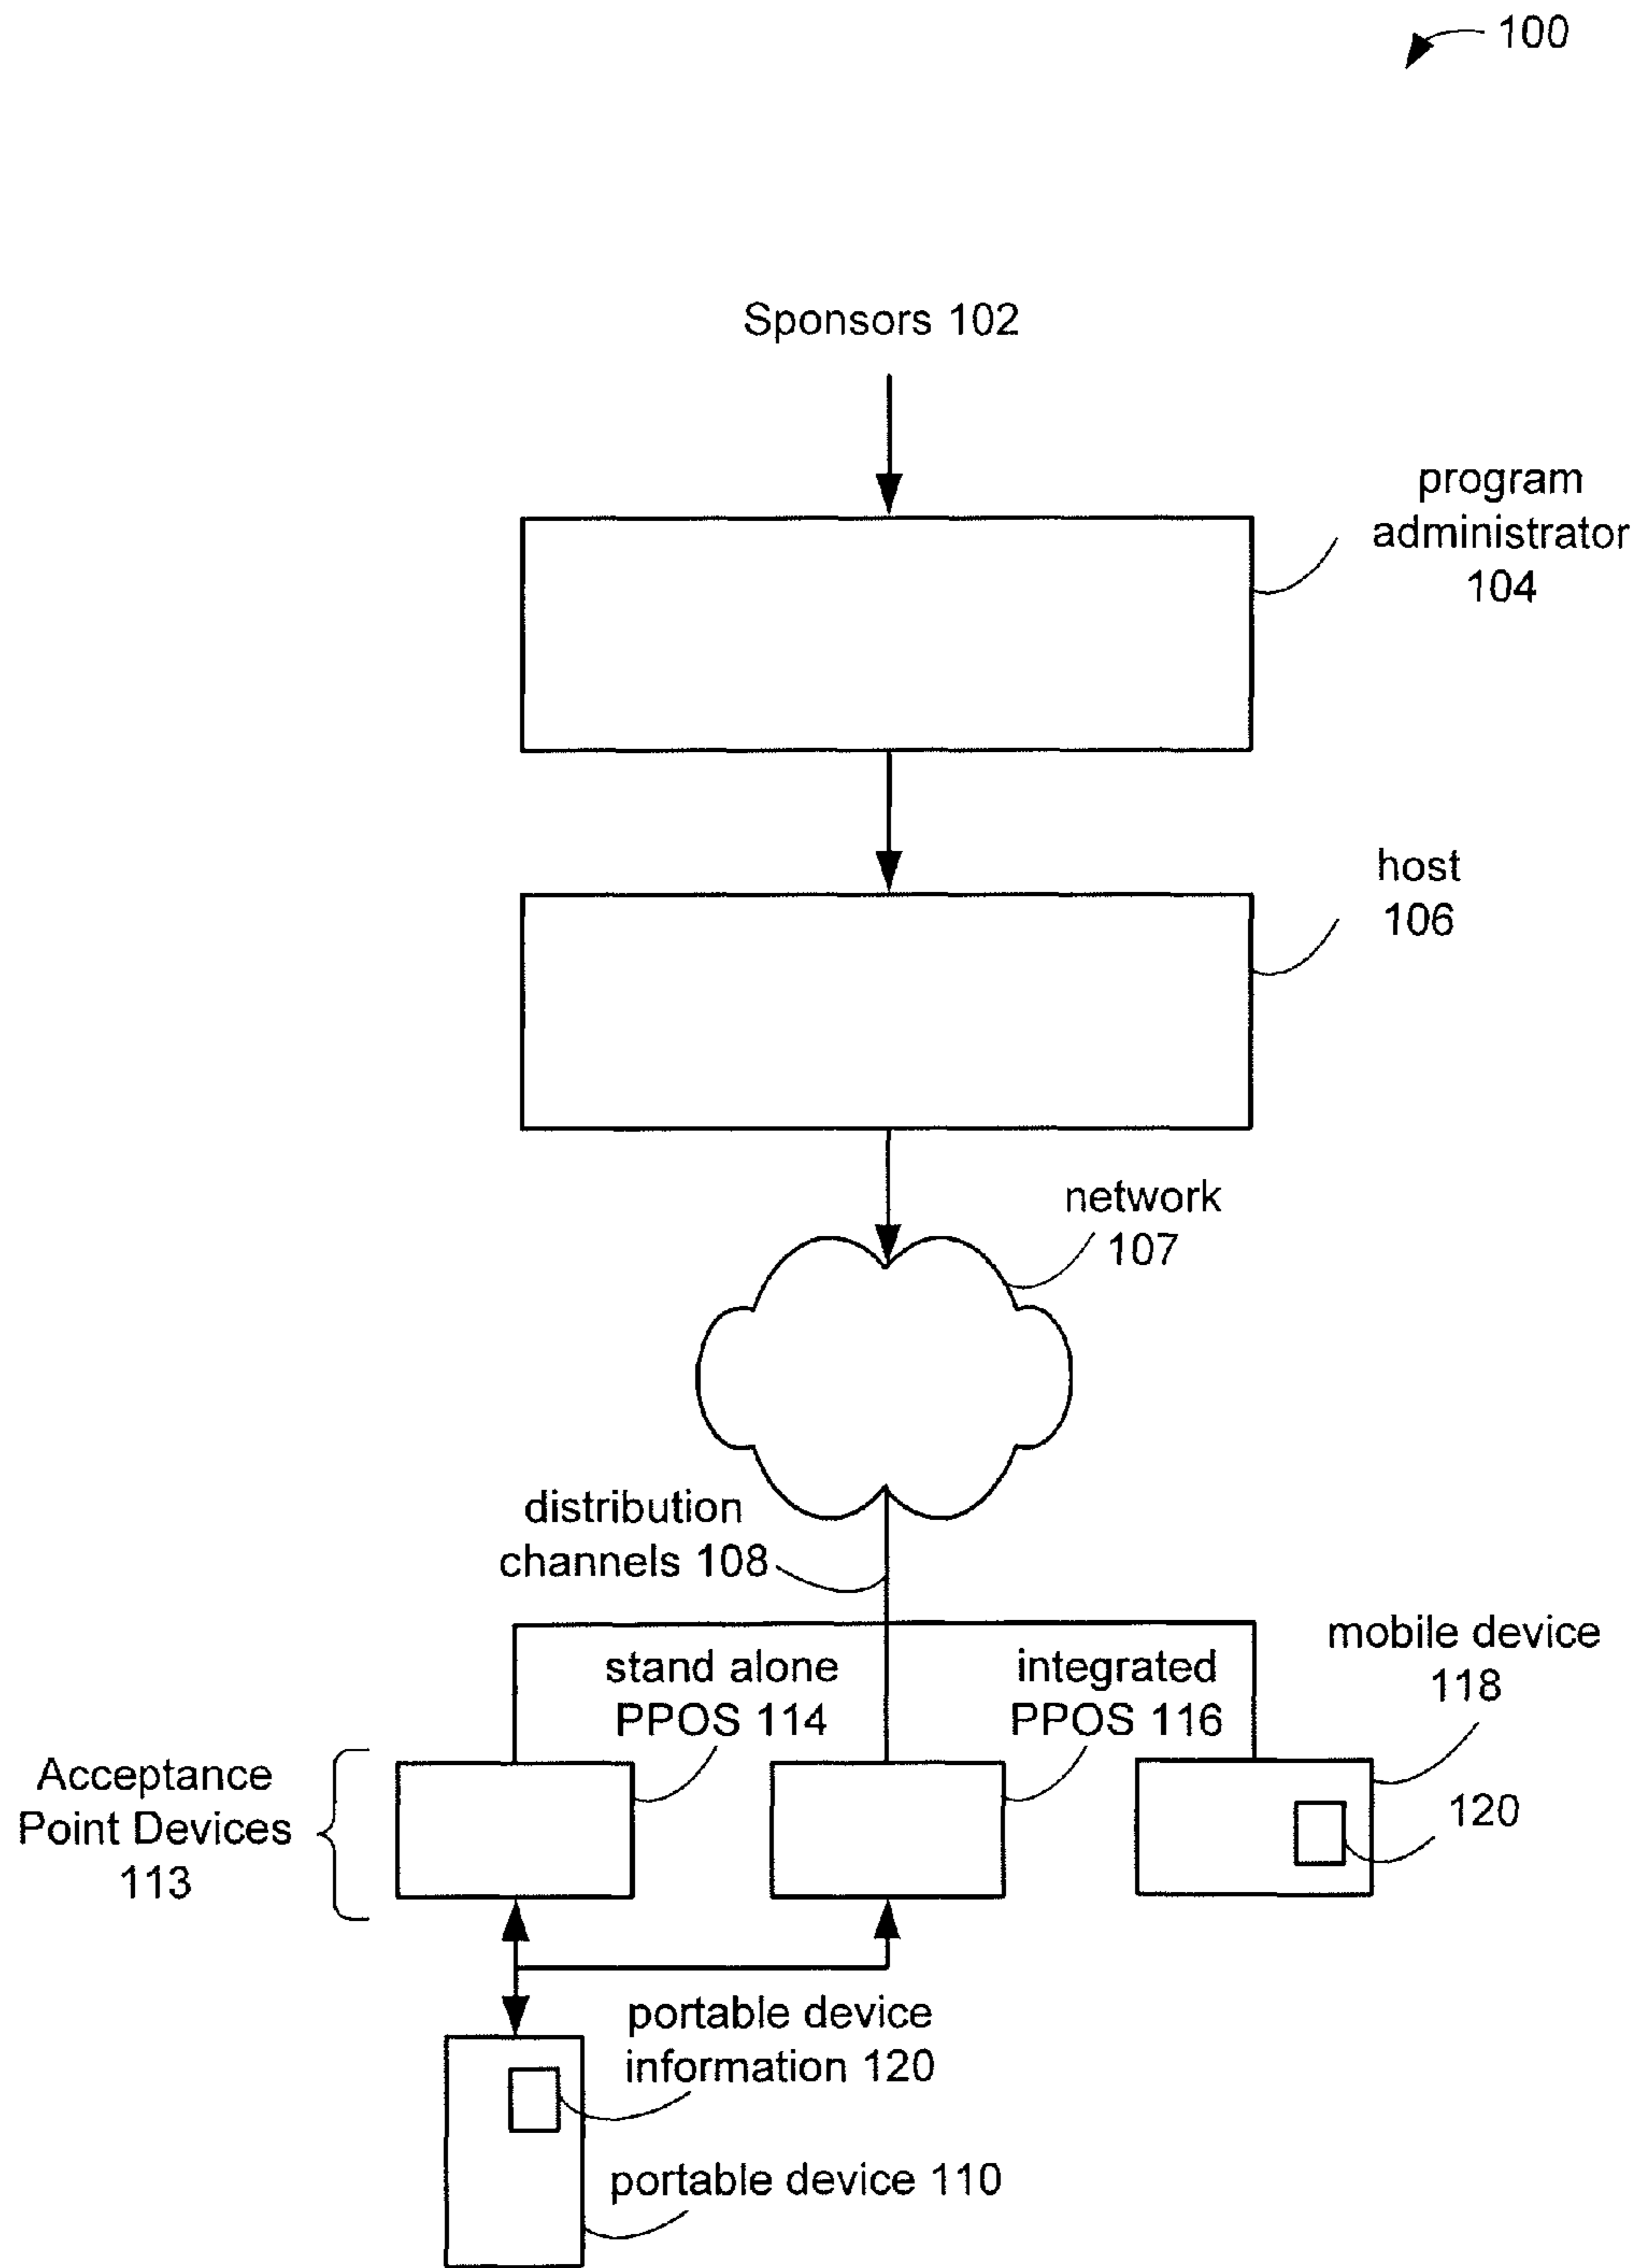 100
Sponsors 102
program
administrator
104
host
106
network
107
distribution
channels 108
stand alone
PPOS 114
integrated
PPOS 116
mobile device
118
120
Acceptance
Point Devices
113
portable device
information 120
portable device 110